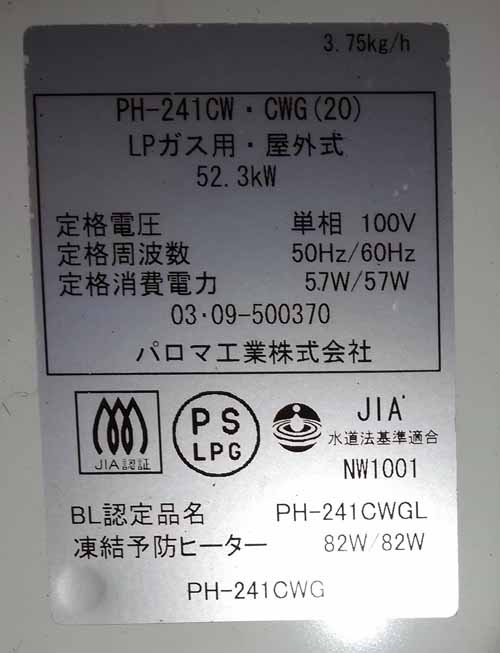 3.75kg/h
PH-241CW・CWG(20)
LPガス用・屋外式
52.3kW
定格電圧 単相 100V
定格周波数 50Hz/60Hz
定格消費電力 57W/57W
03・09-500370
パロマ工業株式会社
JIA認証
PS
LPG
JIA
水道法基準適合
NW1001
BL認定品名 PH-241CWGL
凍結予防ヒーター 82W/82W
PH-241CWG